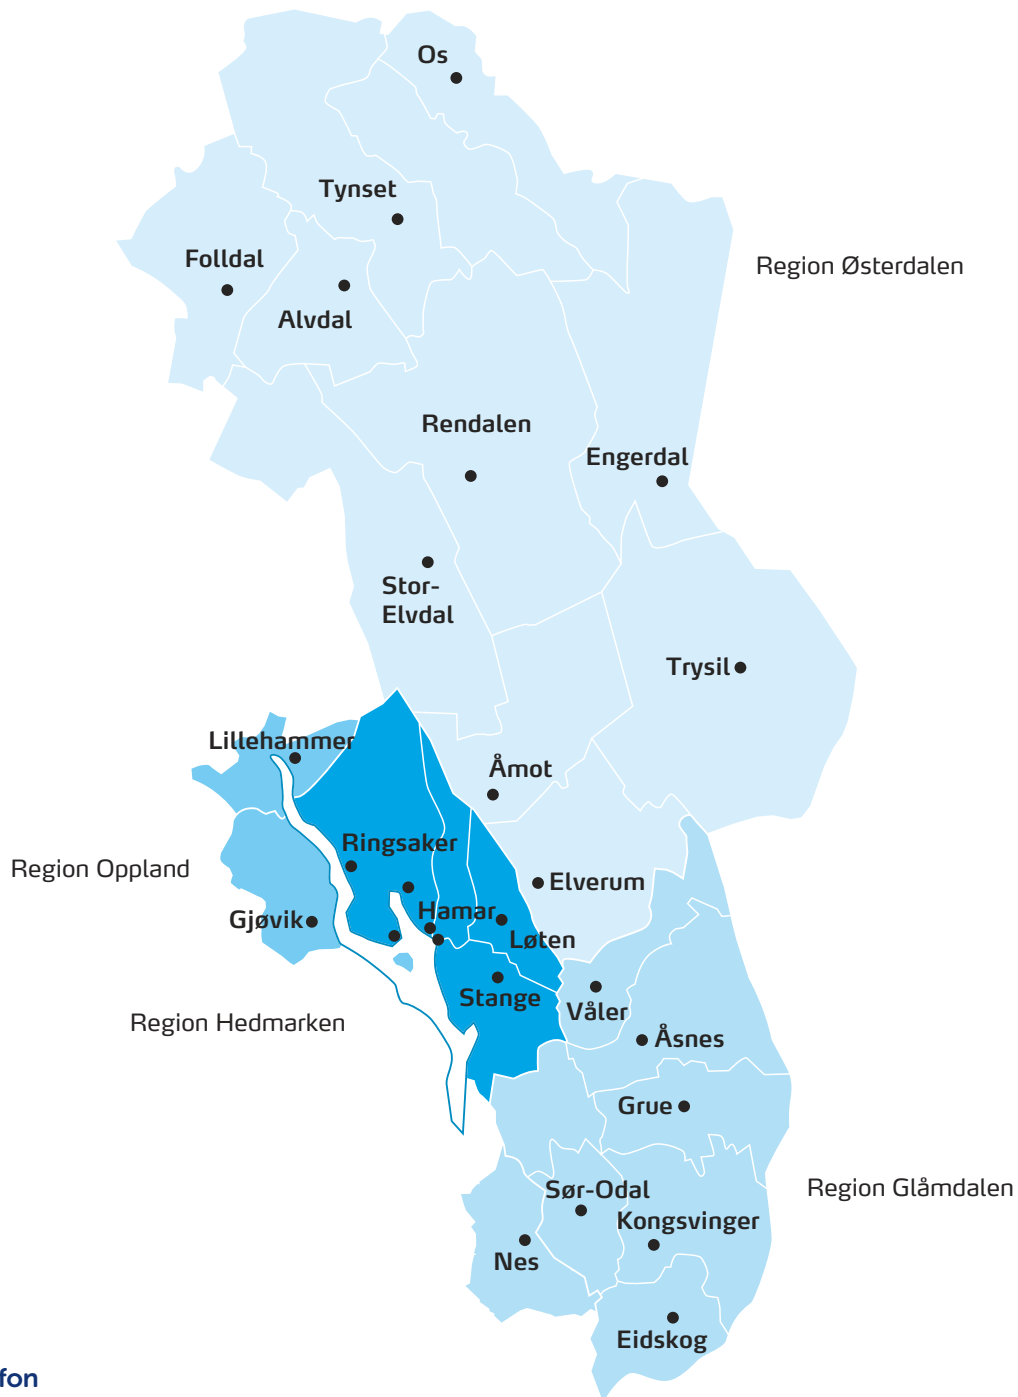 Os
Tynset
Folldal
Region Østerdalen
Alvdal
Rendalen
Engerdal
Stor-
Elvdal
Trysil
Lillehammer
Åmot
Ringsaker
Region Oppland
Elverum
Hamar
Gjøvik
Løten
Stange
Våler
Region Hedmarken
Åsnes
Grue
Sør-Odal
Region Glåmdalen
Kongsvinger
Nes
Eidskog
fon